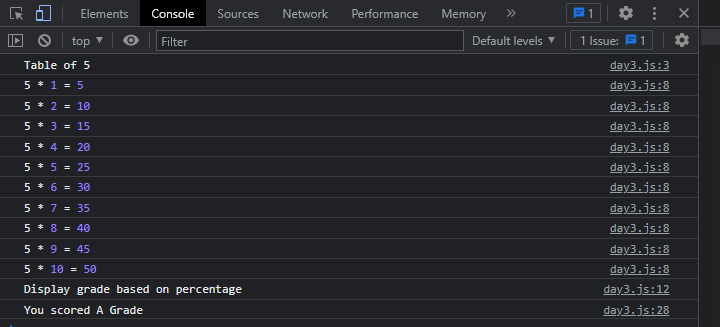 Elements Console Sources Network Performance Memory » 1
top ▼ Filter Default levels ▼ 1 Issue: 1
Table of 5 day3.js:3
5 * 1 = 5 day3.js:8
5 * 2 = 10 day3.js:8
5 * 3 = 15 day3.js:8
5 * 4 = 20 day3.js:8
5 * 5 = 25 day3.js:8
5 * 6 = 30 day3.js:8
5 * 7 = 35 day3.js:8
5 * 8 = 40 day3.js:8
5 * 9 = 45 day3.js:8
5 * 10 = 50 day3.js:8
Display grade based on percentage day3.js:12
You scored A Grade day3.js:28